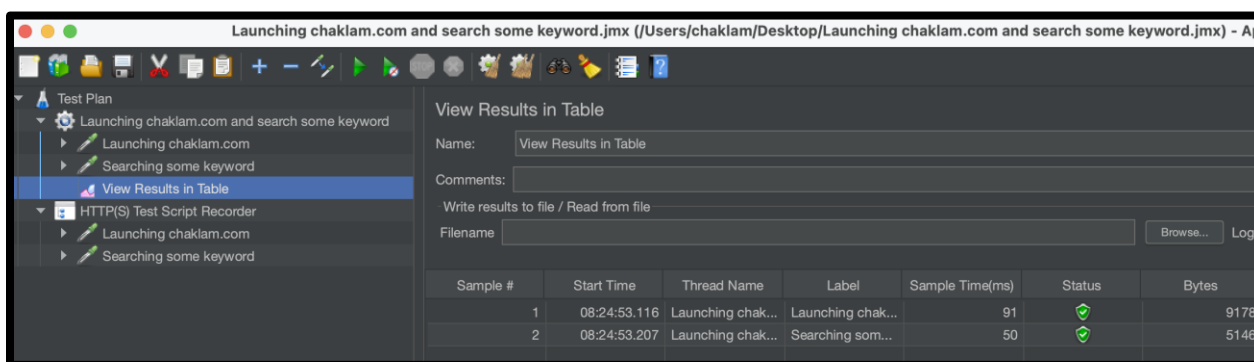 Launching chaklam.com and search some keyword.jmx (/Users/chaklam/Desktop/Launching chaklam.com and search some keyword.jmx) - Ap
STOP
?
Test Plan
Launching chaklam.com and search some keyword
Launching chaklam.com
Searching some keyword
View Results in Table
HTTP(S) Test Script Recorder
Launching chaklam.com
Searching some keyword
View Results in Table
Name: View Results in Table
Comments:
Write results to file / Read from file
Filename Browse... Log
Sample # Start Time Thread Name Label Sample Time(ms) Status Bytes
1 08:24:53.116 Launching chak... Launching chak... 91 9178
2 08:24:53.207 Launching chak... Searching som... 50 5146